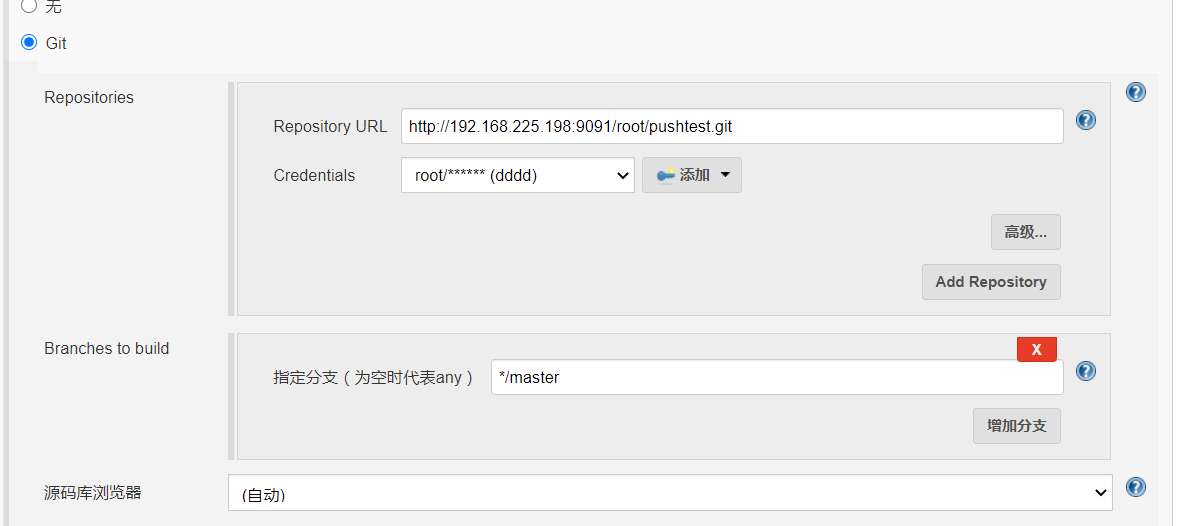 无
Git
Repositories
Repository URL http://192.168.225.198:9091/root/pushtest.git
Credentials root/****** (dddd) 添加
高级...
Add Repository
Branches to build
X
指定分支（为空时代表any） */master
增加分支
源码库浏览器 (自动)